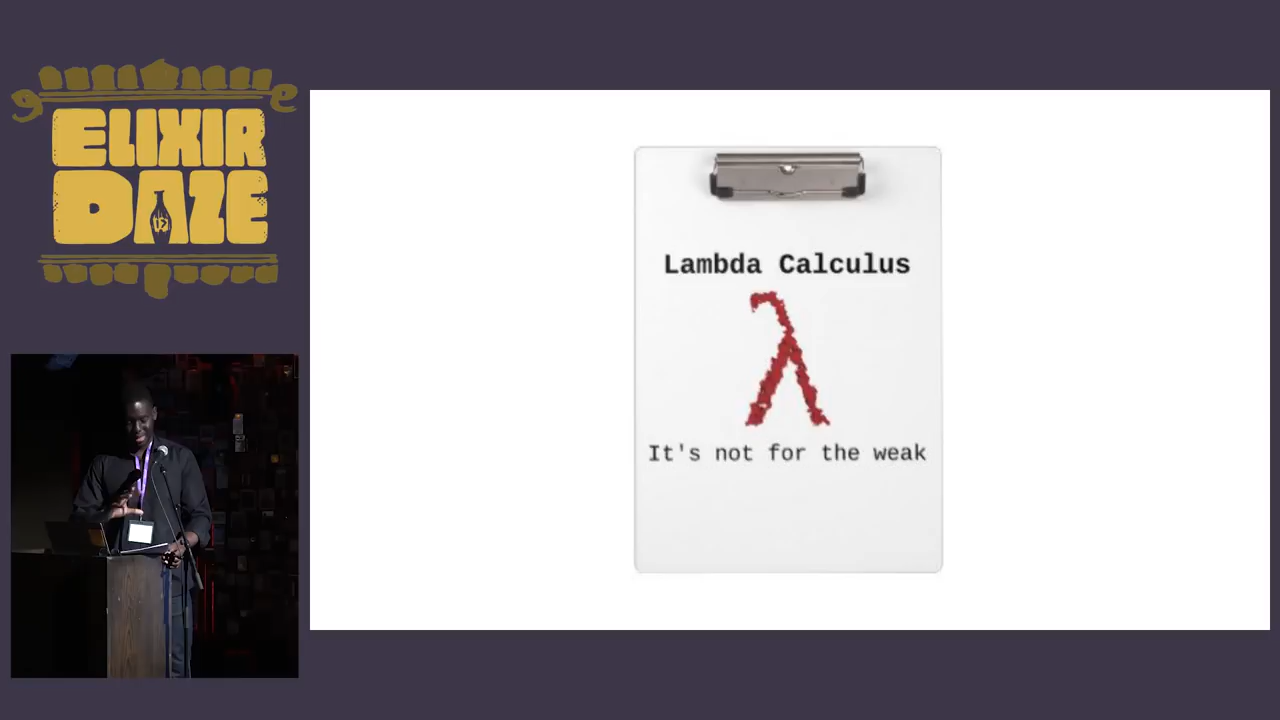 ELIXIR
DAZE
Lambda Calculus
λ
It's not for the weak